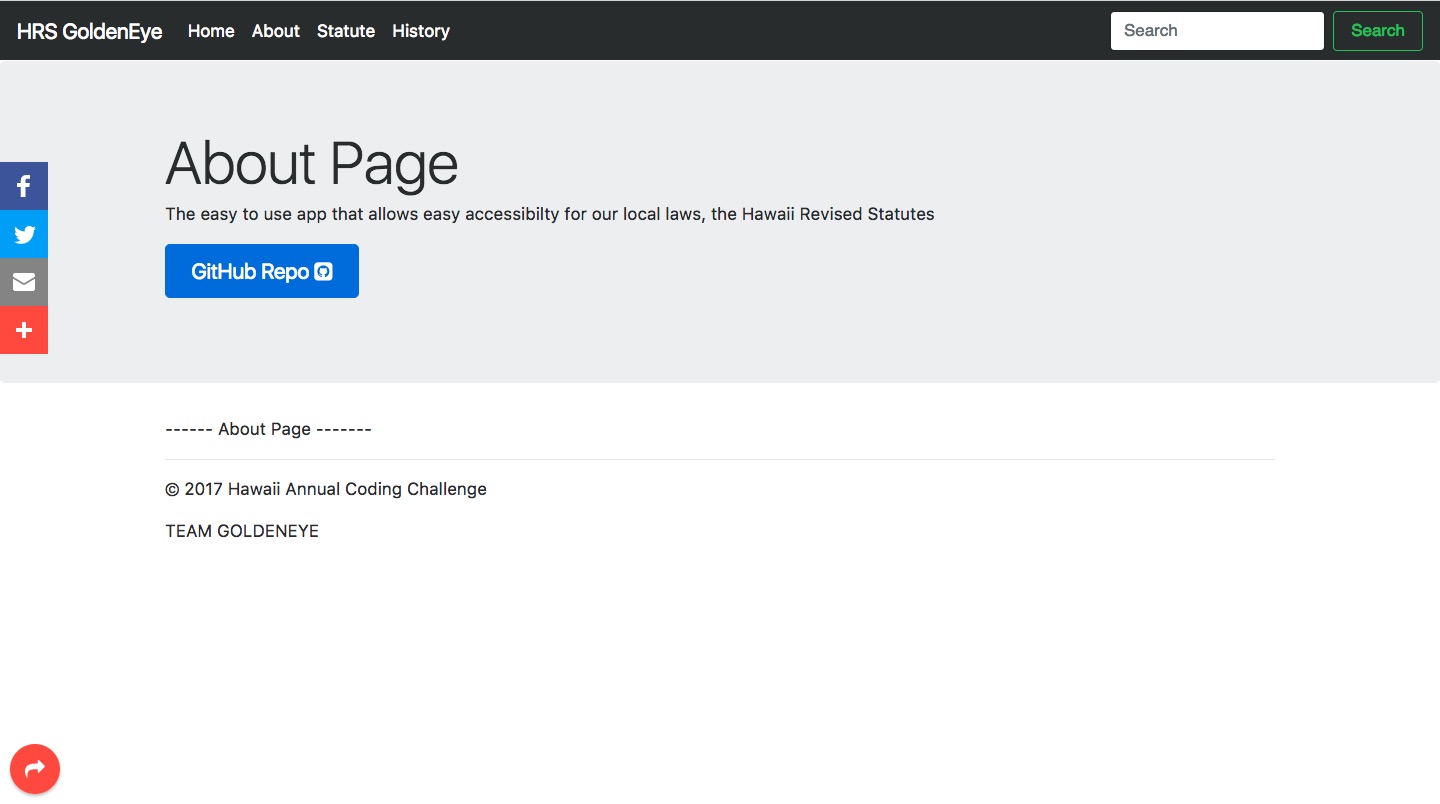 HRS GoldenEye Home About Statute History Search Search
About Page
The easy to use app that allows easy accessibilty for our local laws, the Hawaii Revised Statutes
GitHub Repo
------ About Page -------
© 2017 Hawaii Annual Coding Challenge
TEAM GOLDENEYE